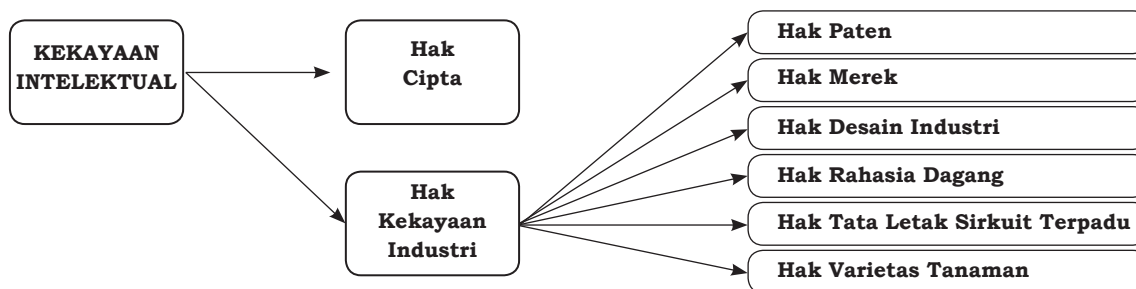 KEKAYAAN
INTELEKTUAL
Hak
Cipta
Hak
Kekayaan
Industri
Hak Paten
Hak Merek
Hak Desain Industri
Hak Rahasia Dagang
Hak Tata Letak Sirkuit Terpadu
Hak Varietas Tanaman